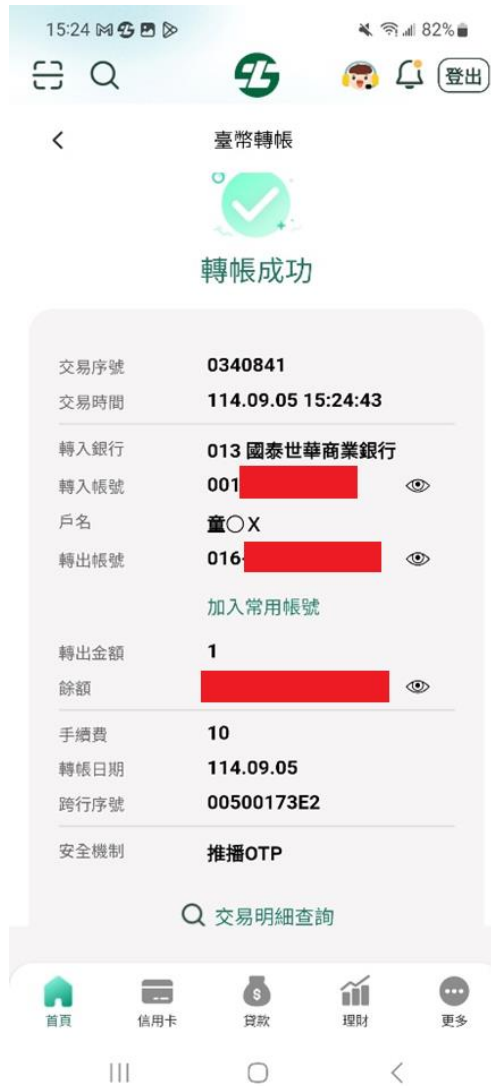 15:24 82%
登出
臺幣轉帳
轉帳成功
交易序號 0340841
交易時間 114.09.05 15:24:43
轉入銀行 013 國泰世華商業銀行
轉入帳號 001
戶名 童○X
轉出帳號 016-
加入常用帳號
轉出金額 1
餘額
手續費 10
轉帳日期 114.09.05
跨行序號 00500173E2
安全機制 推播OTP
交易明細查詢
首頁 信用卡 貸款 理財 更多